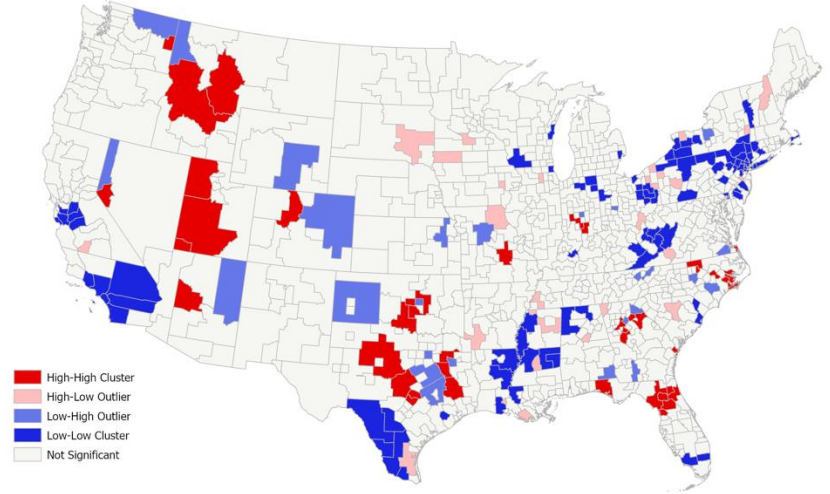 High-High Cluster
High-Low Outlier
Low-High Outlier
Low-Low Cluster
Not Significant